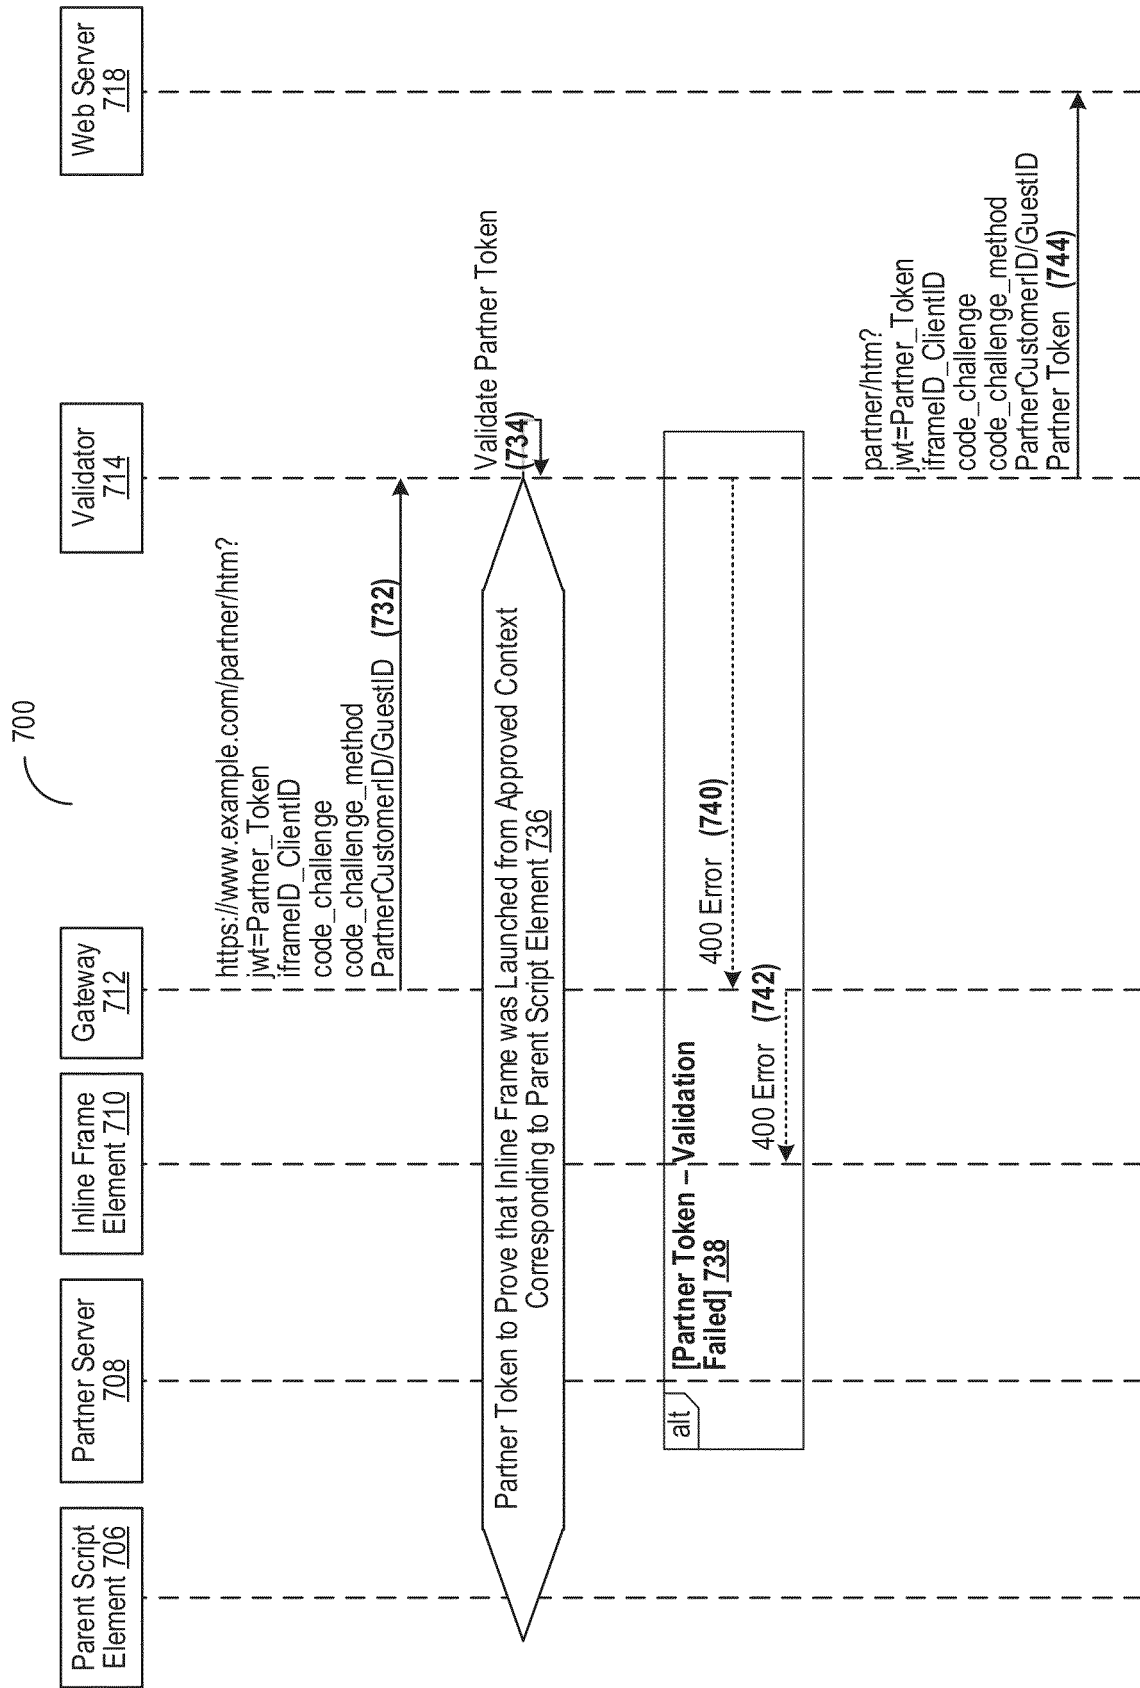 700
Parent Script
Element 706
Partner Server
708
Inline Frame
Element 710
Gateway
712
Validator
714
Web Server
718
https://www.example.com/partner/htm?
jwt=Partner_Token
iframeID_ClientID
code_challenge
code_challenge_method
PartnerCustomerID/GuestID (732)
Validate Partner Token
(734)
Partner Token to Prove that Inline Frame was Launched from Approved Context
Corresponding to Parent Script Element 736
alt
[Partner Token – Validation
Failed] 738
400 Error (740)
400 Error (742)
partner/htm?
jwt=Partner_Token
iframeID_ClientID
code_challenge
code_challenge_method
PartnerCustomerID/GuestID
Partner Token (744)